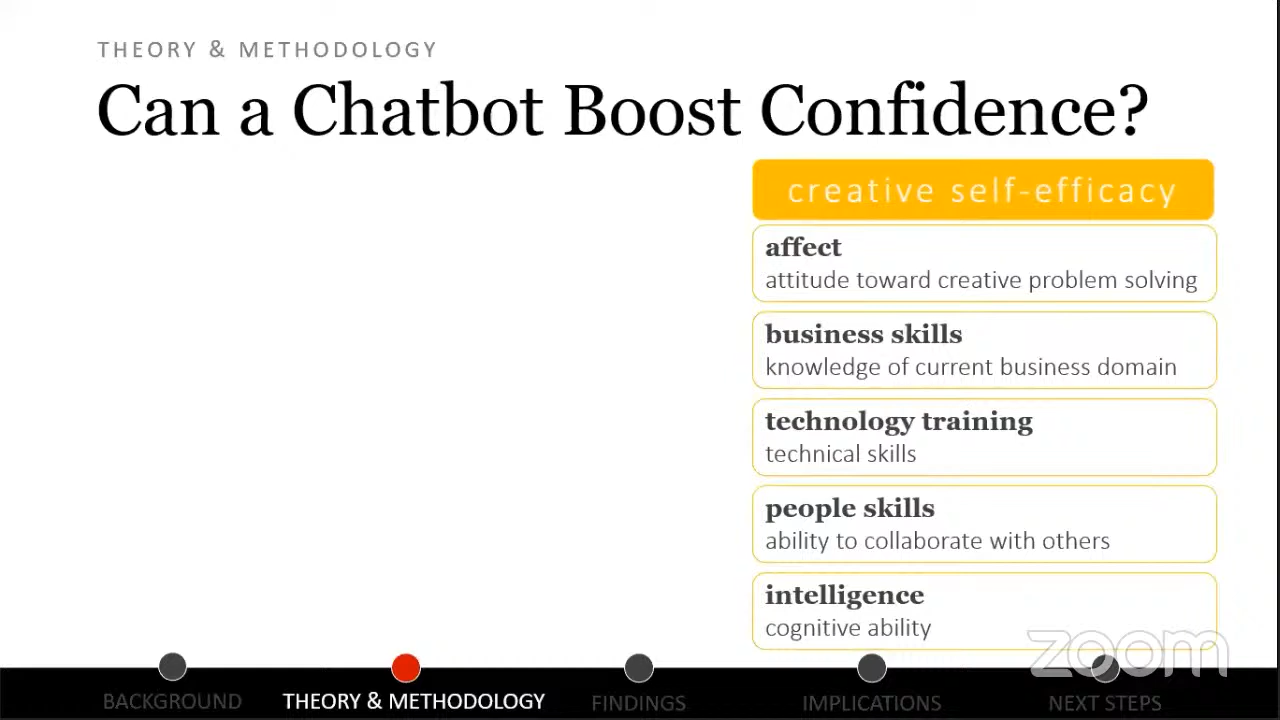 THEORY & METHODOLOGY
Can a Chatbot Boost Confidence?
creative self-efficacy
affect
attitude toward creative problem solving
business skills
knowledge of current business domain
technology training
technical skills
people skills
ability to collaborate with others
intelligence
cognitive ability
zoom
BACKGROUND
THEORY & METHODOLOGY
FINDINGS
IMPLICATIONS
NEXT STEPS